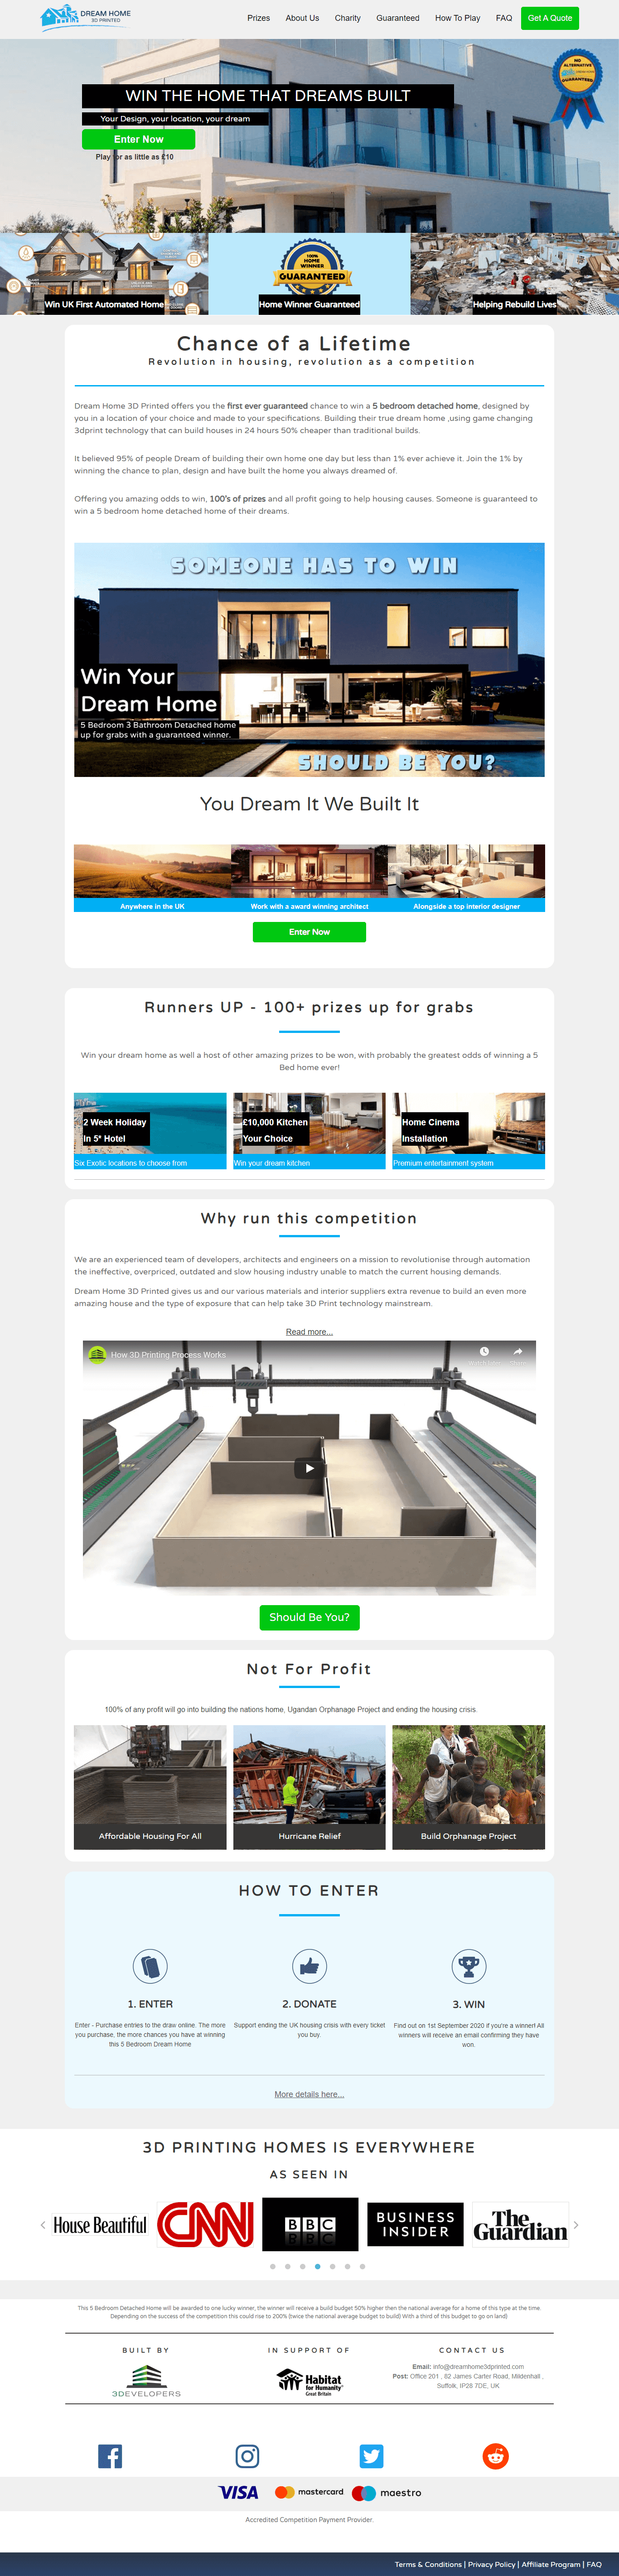 DREAM HOME
3D PRINTED
Prizes
About Us
Charity
Guaranteed
How To Play
FAQ
Get A Quote
WIN THE HOME THAT DREAMS BUILT
Your Design, your location, your dream
Enter Now
Play for as little as £10
NO
ALTERNATIVE
GUARANTEED
Win UK First Automated Home
100%
HOME
WINNER
GUARANTEED
Home Winner Guaranteed
Helping Rebuild Lives
Chance of a Lifetime
Revolution in housing, revolution as a competition
Dream Home 3D Printed offers you the first ever guaranteed chance to win a 5 bedroom detached home, designed by
you in a location of your choice and made to your specifications. Building their true dream home ,using game changing
3dprint technology that can build houses in 24 hours 50% cheaper than traditional builds.
It believed 95% of people Dream of building their own home one day but less than 1% ever achieve it. Join the 1% by
winning the chance to plan, design and have built the home you always dreamed of.
Offering you amazing odds to win, 100's of prizes and all profit going to help housing causes. Someone is guaranteed to
win a 5 bedroom home detached home of their dreams.
SOMEONE HAS TO WIN
Win Your
Dream Home
5 Bedroom 3 Bathroom Detached home
up for grabs with a guaranteed winner.
SHOULD BE YOU?
You Dream It We Built It
Anywhere in the UK
Work with a award winning architect
Alongside a top interior designer
Enter Now
Runners UP - 100+ prizes up for grabs
Win your dream home as well a host of other amazing prizes to be won, with probably the greatest odds of winning a 5
Bed home ever!
2 Week Holiday
In 5* Hotel
Six Exotic locations to choose from
£10,000 Kitchen
Your Choice
Win your dream kitchen
Home Cinema
Installation
Premium entertainment system
Why run this competition
We are an experienced team of developers, architects and engineers on a mission to revolutionise through automation
the ineffective, overpriced, outdated and slow housing industry unable to match the current housing demands.
Dream Home 3D Printed gives us and our various materials and interior suppliers extra revenue to build an even more
amazing house and the type of exposure that can help take 3D Print technology mainstream.
Read more...
How 3D Printing Process Works
Should Be You?
Not For Profit
100% of any profit will go into building the nations home, Ugandan Orphanage Project and ending the housing crisis.
Affordable Housing For All
Hurricane Relief
Build Orphanage Project
HOW TO ENTER
1. ENTER
Enter - Purchase entries to the draw online. The more
you purchase, the more chances you have at winning
this 5 Bedroom Dream Home
2. DONATE
Support ending the UK housing crisis with every ticket
you buy.
3. WIN
Find out on 1st September 2020 if you're a winner! All
winners will receive an email confirming they have
won.
More details here...
3D PRINTING HOMES IS EVERYWHERE
AS SEEN IN
House Beautiful
CNN
BBC
BUSINESS
INSIDER
The
Guardian
This 5 Bedroom Detached Home will be awarded to one lucky winner, the winner will receive a build budget 50% higher then the national average for a home of this type at the time.
Depending on the success of the competition this could rise to 200% (twice the national average budget to build) With a third of this budget to go on land)
BUILT BY
3DEVELOPERS
IN SUPPORT OF
Habitat
for Humanity
Great Britain
CONTACT US
Email: info@dreamhome3dprinted.com
Post: Office 201 , 82 James Carter Road, Mildenhall ,
Suffolk, IP28 7DE, UK
VISA
mastercard
maestro
Accredited Competition Payment Provider.
Terms & Conditions | Privacy Policy | Affiliate Program | FAQ